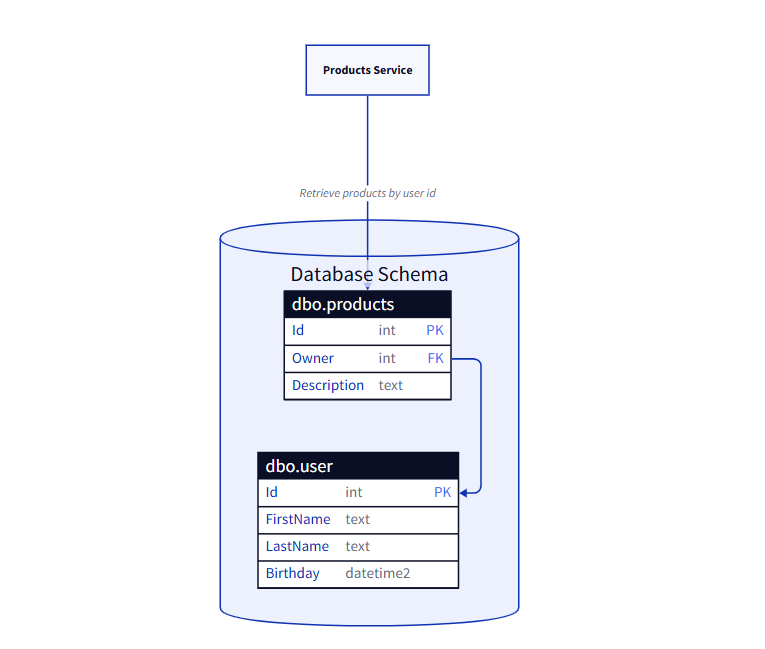 Products Service
Retrieve products by user id
Database Schema
dbo.products
Id int PK
Owner int FK
Description text
dbo.user
Id int PK
FirstName text
LastName text
Birthday datetime2